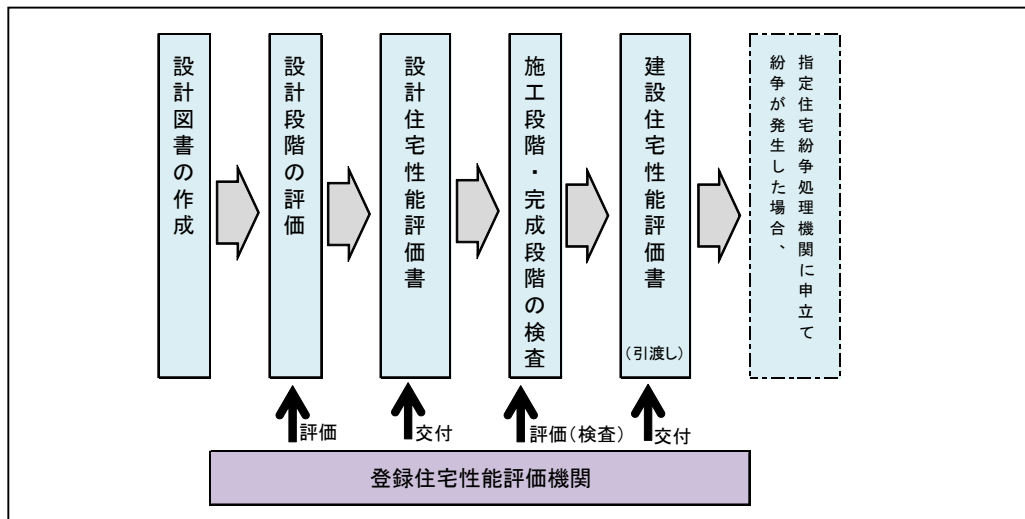 設計図書の作成
設計段階の評価
設計住宅性能評価書
施工段階・完成段階の検査
建設住宅性能評価書
（引渡し）
紛争が発生した場合、
指定住宅紛争処理機関に申立て
評価
交付
評価（検査）
交付
登録住宅性能評価機関